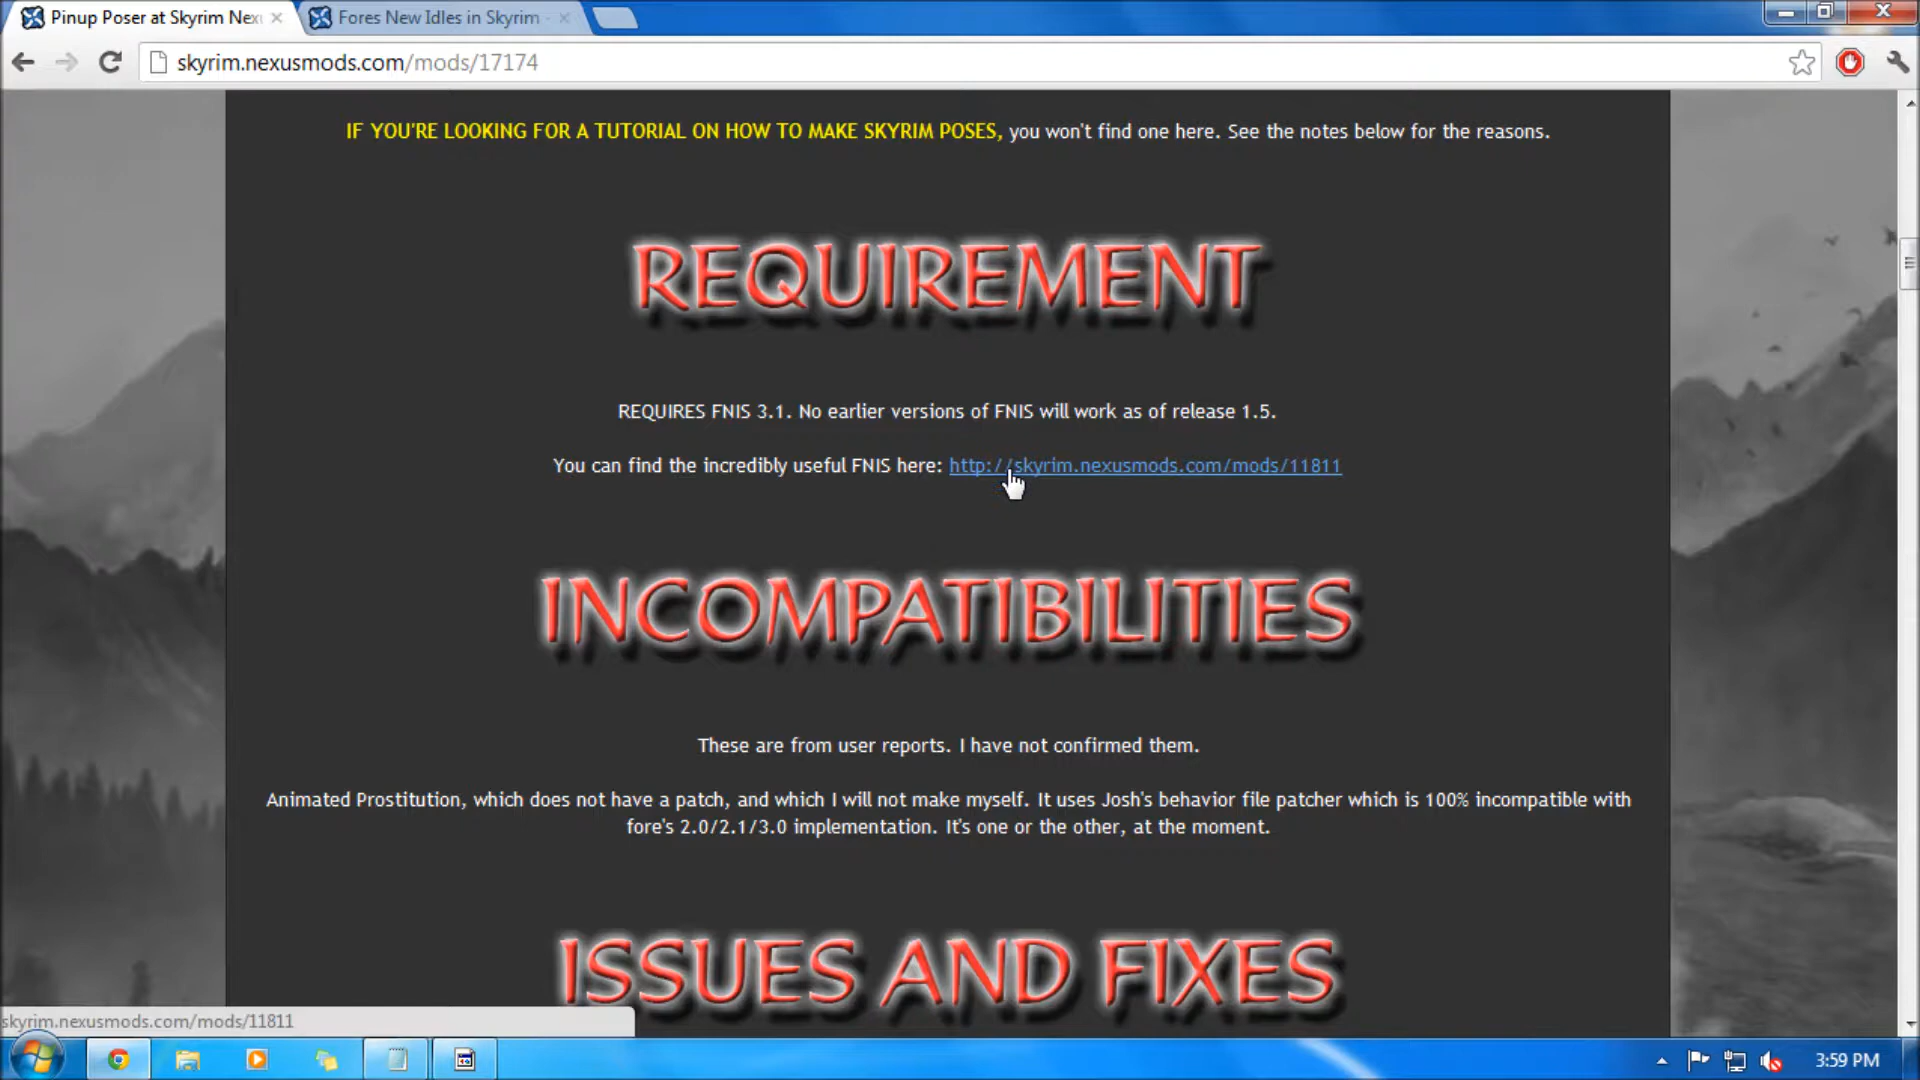 Pinup Poser at Skyrim Nex
Fores New Idles in Skyrim -
skyrim.nexusmods.com/mods/17174
IF YOU'RE LOOKING FOR A TUTORIAL ON HOW TO MAKE SKYRIM POSES, you won't find one here. See the notes below for the reasons.
REQUIREMENT
REQUIRES FNIS 3.1. No earlier versions of FNIS will work as of release 1.5.
You can find the incredibly useful FNIS here: http://skyrim.nexusmods.com/mods/11811
INCOMPATIBILITIES
These are from user reports. I have not confirmed them.
Animated Prostitution, which does not have a patch, and which I will not make myself. It uses Josh's behavior file patcher which is 100% incompatible with
fore's 2.0/2.1/3.0 implementation. It's one or the other, at the moment.
ISSUES AND FIXES
skyrim.nexusmods.com/mods/11811
3:59 PM